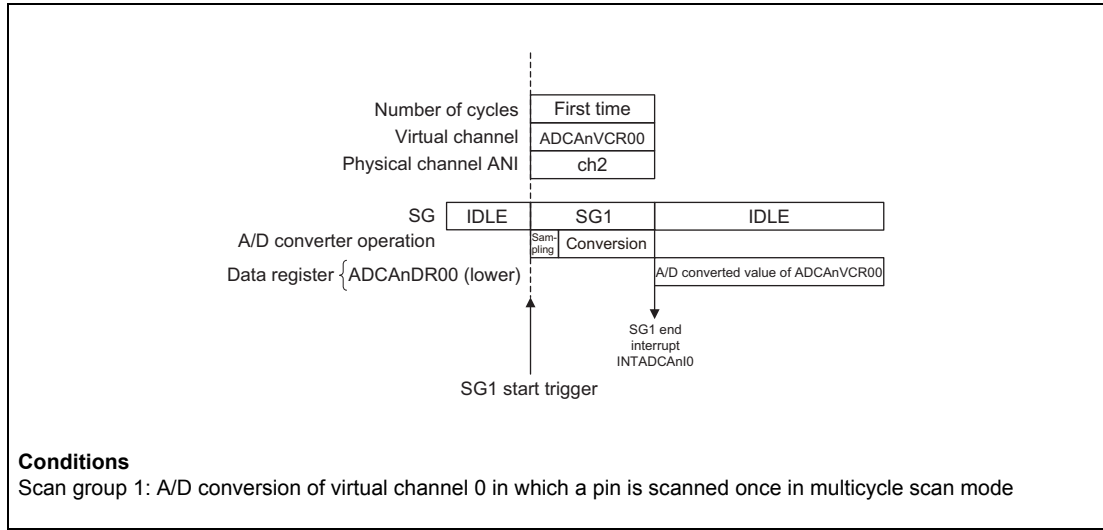 Number of cycles First time
Virtual channel ADCAnVCR00
Physical channel ANI ch2
SG IDLE SG1 IDLE
A/D converter operation Sam-
pling Conversion
Data register { ADCAnDR00 (lower) A/D converted value of ADCAnVCR00
SG1 end
interrupt
INTADCAnI0
SG1 start trigger
Conditions
Scan group 1: A/D conversion of virtual channel 0 in which a pin is scanned once in multicycle scan mode